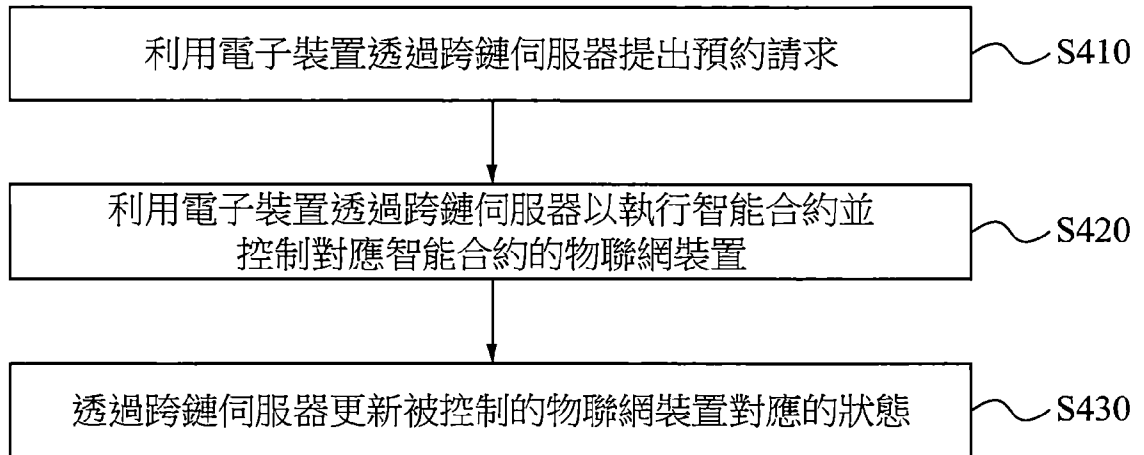 利用電子裝置透過跨鏈伺服器提出預約請求
S410
利用電子裝置透過跨鏈伺服器以執行智能合約並
控制對應智能合約的物聯網裝置
S420
透過跨鏈伺服器更新被控制的物聯網裝置對應的狀態
S430